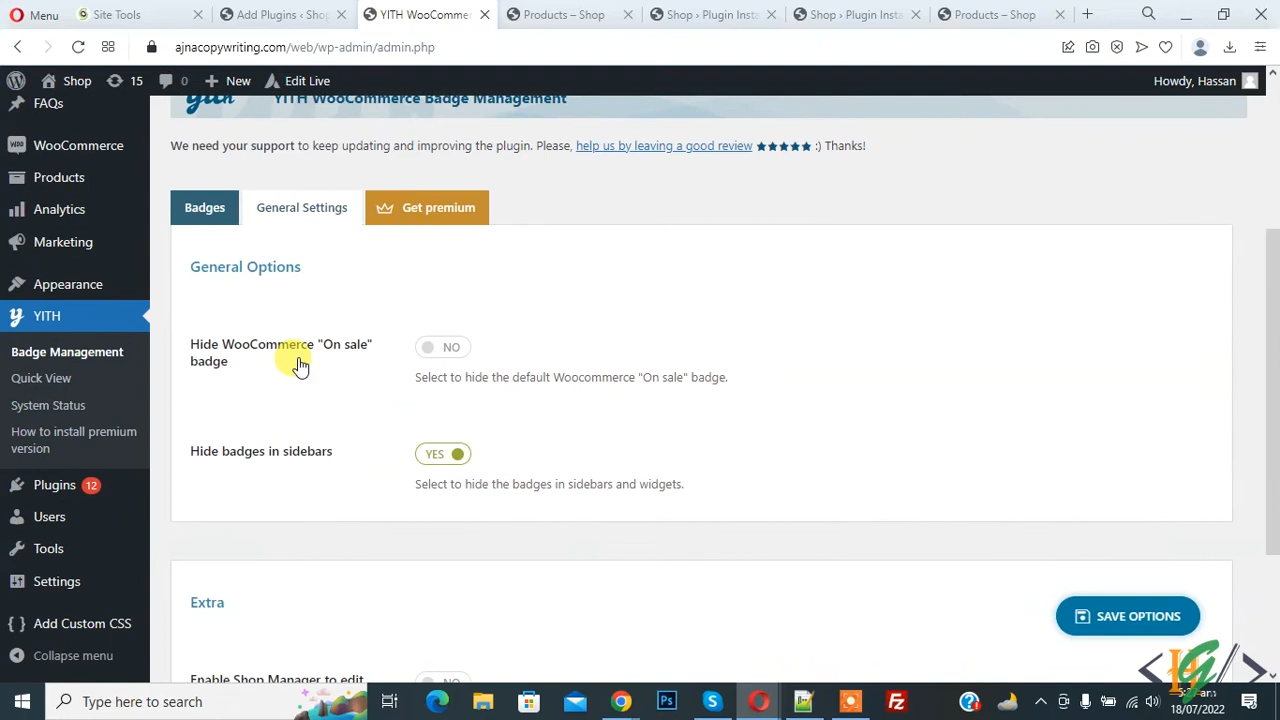 Menu
Site Tools
Add Plugins ‹ Shop
YITH WooComme
Products – Shop
Shop › Plugin Insta
Shop › Plugin Insta
Products – Shop
ajnacopywriting.com/web/wp-admin/admin.php
Shop
15
0
New
Edit Live
Howdy, Hassan
FAQs
WooCommerce
Products
Analytics
Marketing
Appearance
YITH
Badge Management
Quick View
System Status
How to install premium
version
Plugins 12
Users
Tools
Settings
Add Custom CSS
Collapse menu
yith
YITH WooCommerce Badge Management
We need your support to keep updating and improving the plugin. Please, help us by leaving a good review ★★★★★ :) Thanks!
Badges
General Settings
Get premium
General Options
Hide WooCommerce "On sale"
badge
NO
Select to hide the default Woocommerce "On sale" badge.
Hide badges in sidebars
YES
Select to hide the badges in sidebars and widgets.
Extra
SAVE OPTIONS
Enable Shop Manager to edit
NO
Type here to search
18/07/2022